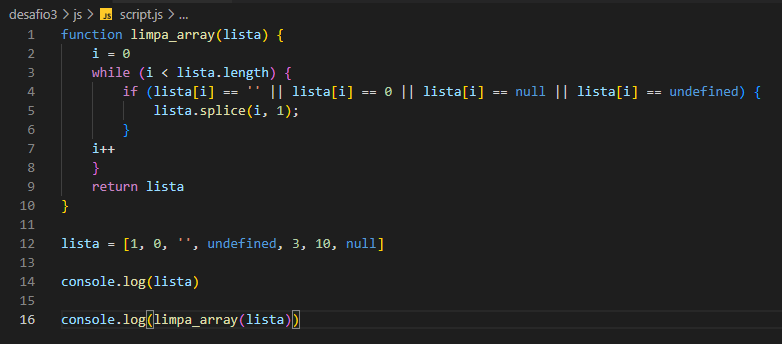 desafio3 > js > JS script.js > ...
1 function limpa_array(lista) {
2     i = 0
3     while (i < lista.length) {
4         if (lista[i] == '' || lista[i] == 0 || lista[i] == null || lista[i] == undefined) {
5             lista.splice(i, 1);
6         }
7     i++
8     }
9     return lista
10 }
11
12 lista = [1, 0, '', undefined, 3, 10, null]
13
14 console.log(lista)
15
16 console.log(limpa_array(lista))